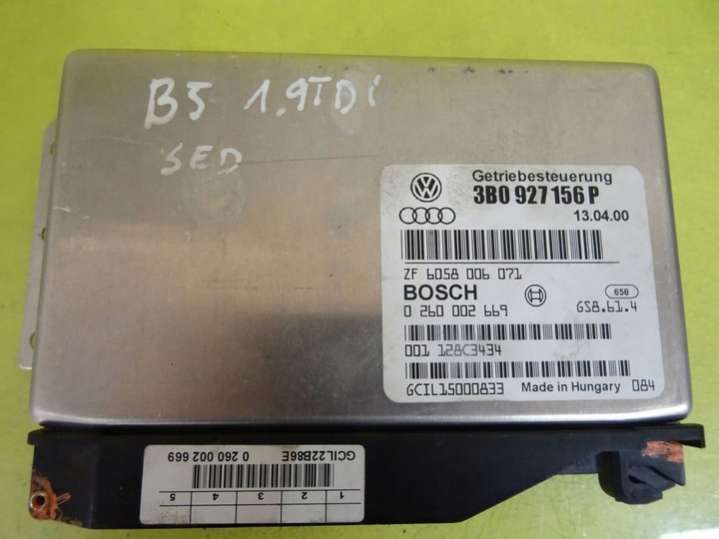 B5 1.9TDi
SED
Getriebesteuerung
3B0 927 156 P
13.04.00
ZF 6058 006 071
BOSCH
658
0 260 002 669
GS8.61.4
001 128C3434
GCIL15000833
Made in Hungary
084
1 2 3 4 5
GCIL22B86E
0 260 002 669